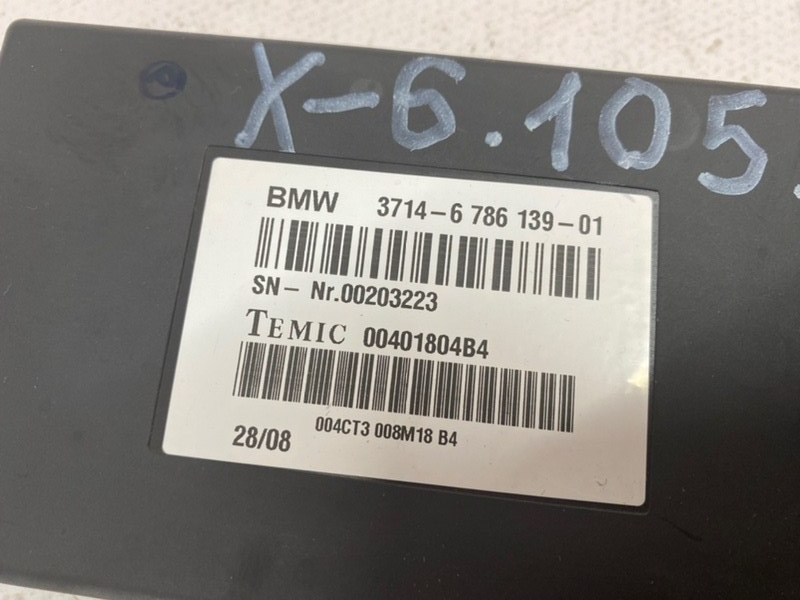 X-6.105.
BMW 3714-6 786 139-01
SN- Nr.00203223
TEMIC 00401804B4
004CT3 008M18 B4
28/08